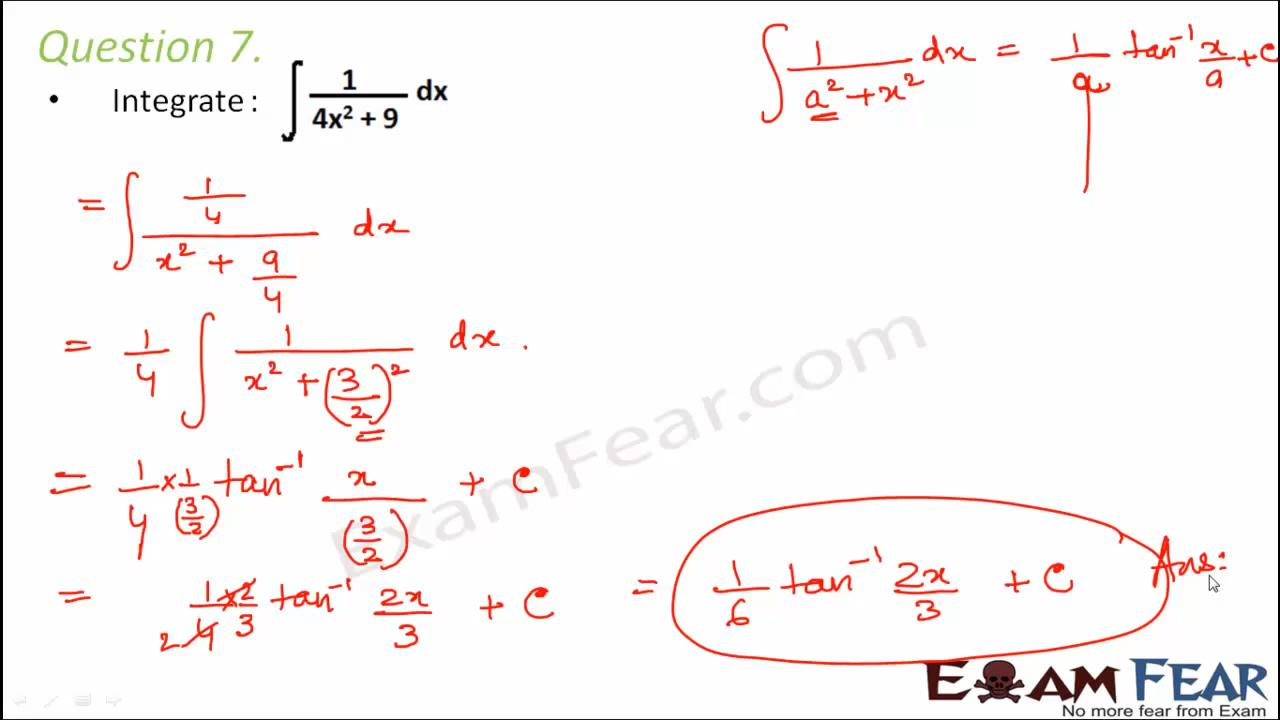 Question 7.
• Integrate : ∫ 1/(4x² + 9) dx
∫ 1/(a² + x²) dx = 1/a tan⁻¹ x/a + C
= ∫ (1/4)/(x² + 9/4) dx
= 1/4 ∫ 1/(x² + (3/2)²) dx .
= 1/4 × 1/(3/2) tan⁻¹ x/(3/2) + C
= 1/4 × 2/3 tan⁻¹ 2x/3 + C
2
= 1/6 tan⁻¹ 2x/3 + C Ans:
ExamFear.com
EXAM FEAR
No more fear from Exam